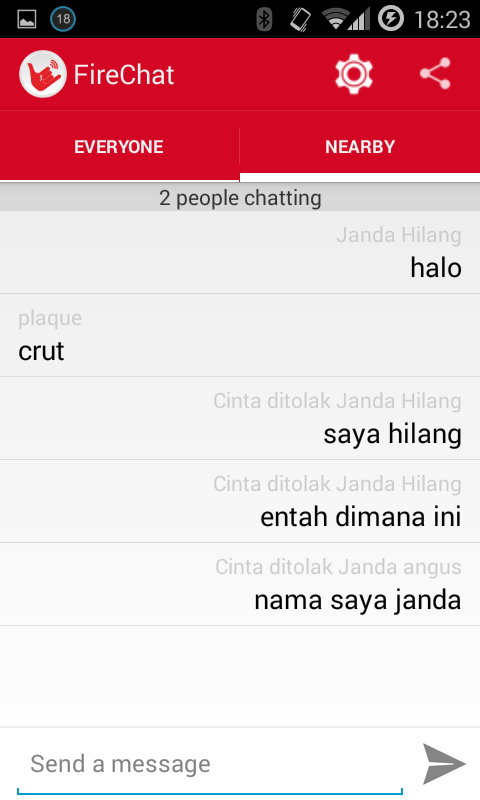 18
18:23
FireChat
EVERYONE
NEARBY
2 people chatting
Janda Hilang
halo
plaque
crut
Cinta ditolak Janda Hilang
saya hilang
Cinta ditolak Janda Hilang
entah dimana ini
Cinta ditolak Janda angus
nama saya janda
Send a message